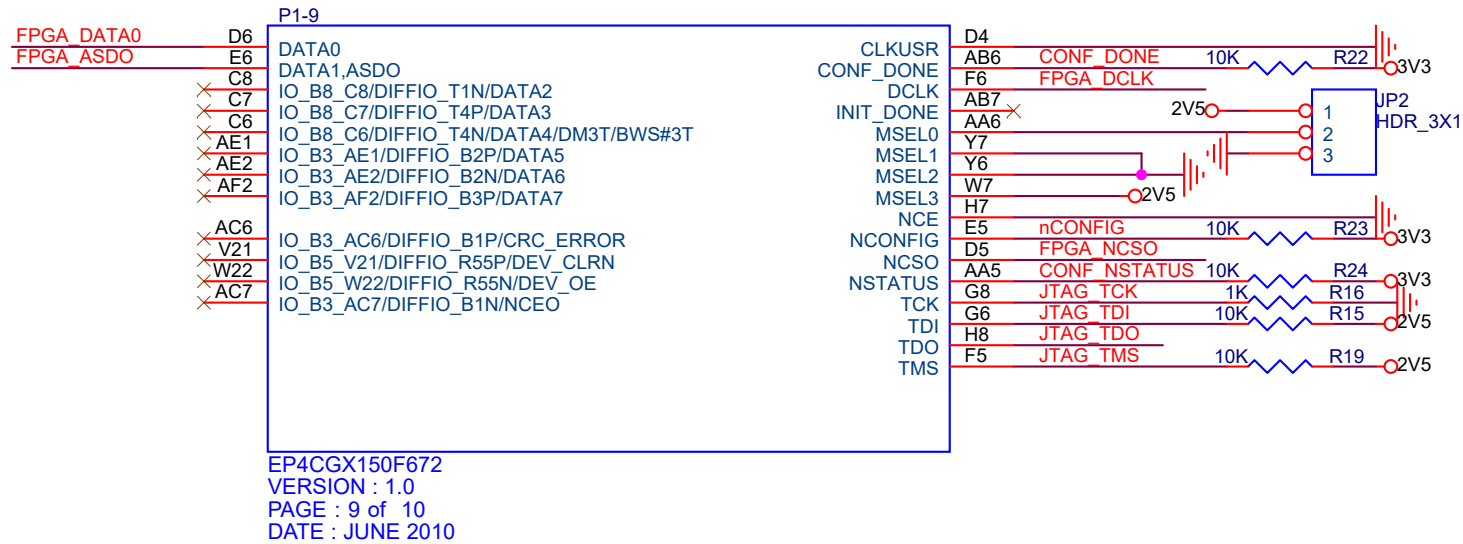 P1-9
FPGA_DATA0 D6 DATA0 CLKUSR D4
FPGA_ASDO E6 DATA1,ASDO CONF_DONE AB6 CONF_DONE 10K R22 3V3
C8 IO_B8_C8/DIFFIO_T1N/DATA2 DCLK F6 FPGA_DCLK
C7 IO_B8_C7/DIFFIO_T4P/DATA3 INIT_DONE AB7 2V5 1 JP2
C6 IO_B8_C6/DIFFIO_T4N/DATA4/DM3T/BWS#3T MSEL0 AA6 2 HDR_3X1
AE1 IO_B3_AE1/DIFFIO_B2P/DATA5 MSEL1 Y7 3
AE2 IO_B3_AE2/DIFFIO_B2N/DATA6 MSEL2 Y6
AF2 IO_B3_AF2/DIFFIO_B3P/DATA7 MSEL3 W7 2V5
NCE H7
AC6 IO_B3_AC6/DIFFIO_B1P/CRC_ERROR NCONFIG E5 nCONFIG 10K R23 3V3
V21 IO_B5_V21/DIFFIO_R55P/DEV_CLRN NCSO D5 FPGA_NCSO
W22 IO_B5_W22/DIFFIO_R55N/DEV_OE NSTATUS AA5 CONF_NSTATUS 10K R24 3V3
AC7 IO_B3_AC7/DIFFIO_B1N/NCEO TCK G8 JTAG_TCK 1K R16
TDI G6 JTAG_TDI 10K R15 2V5
TDO H8 JTAG_TDO
TMS F5 JTAG_TMS 10K R19 2V5
EP4CGX150F672
VERSION : 1.0
PAGE : 9 of 10
DATE : JUNE 2010